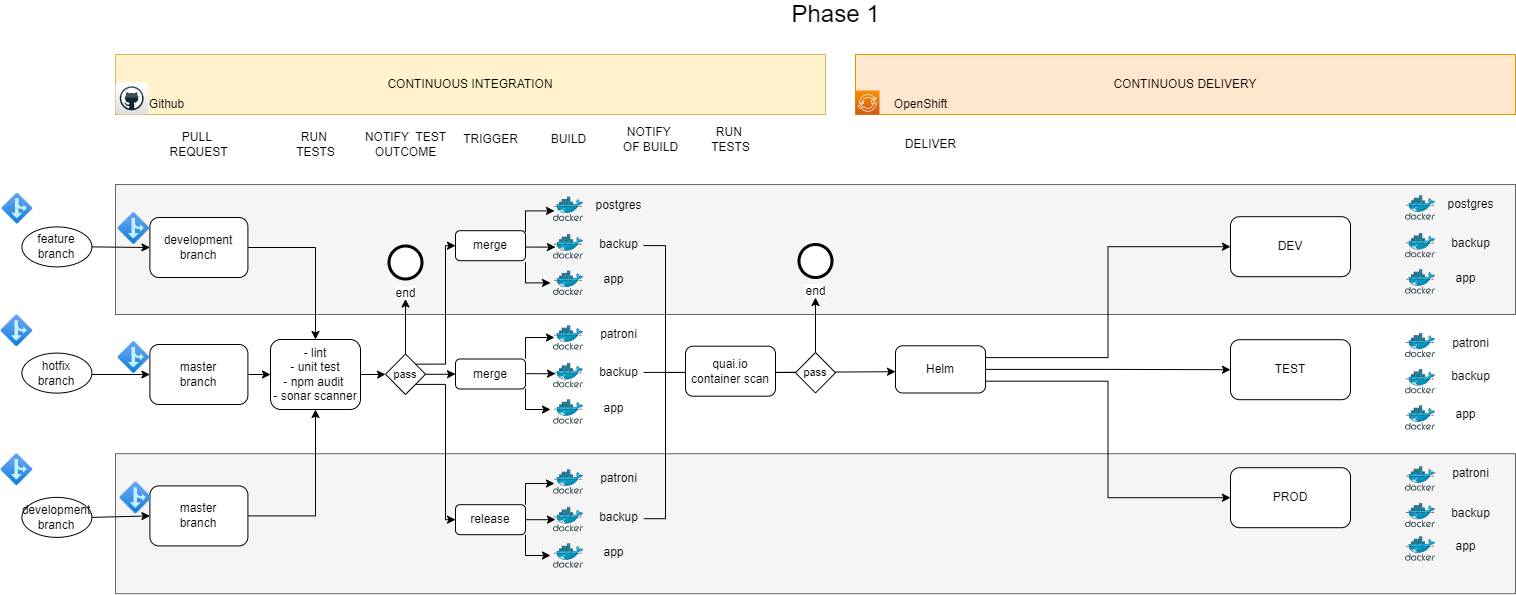 Phase 1
CONTINUOUS INTEGRATION
Github
CONTINUOUS DELIVERY
OpenShift
PULL
REQUEST
RUN
TESTS
NOTIFY TEST
OUTCOME
TRIGGER
BUILD
NOTIFY
OF BUILD
RUN
TESTS
DELIVER
feature
branch
development
branch
end
merge
docker
postgres
docker
backup
docker
app
end
DEV
docker
postgres
docker
backup
docker
app
hotfix
branch
master
branch
- lint
- unit test
- npm audit
- sonar scanner
pass
merge
docker
patroni
docker
backup
docker
app
quai.io
container scan
pass
Helm
TEST
docker
patroni
docker
backup
docker
app
development
branch
master
branch
release
docker
patroni
docker
backup
docker
app
PROD
docker
patroni
docker
backup
docker
app